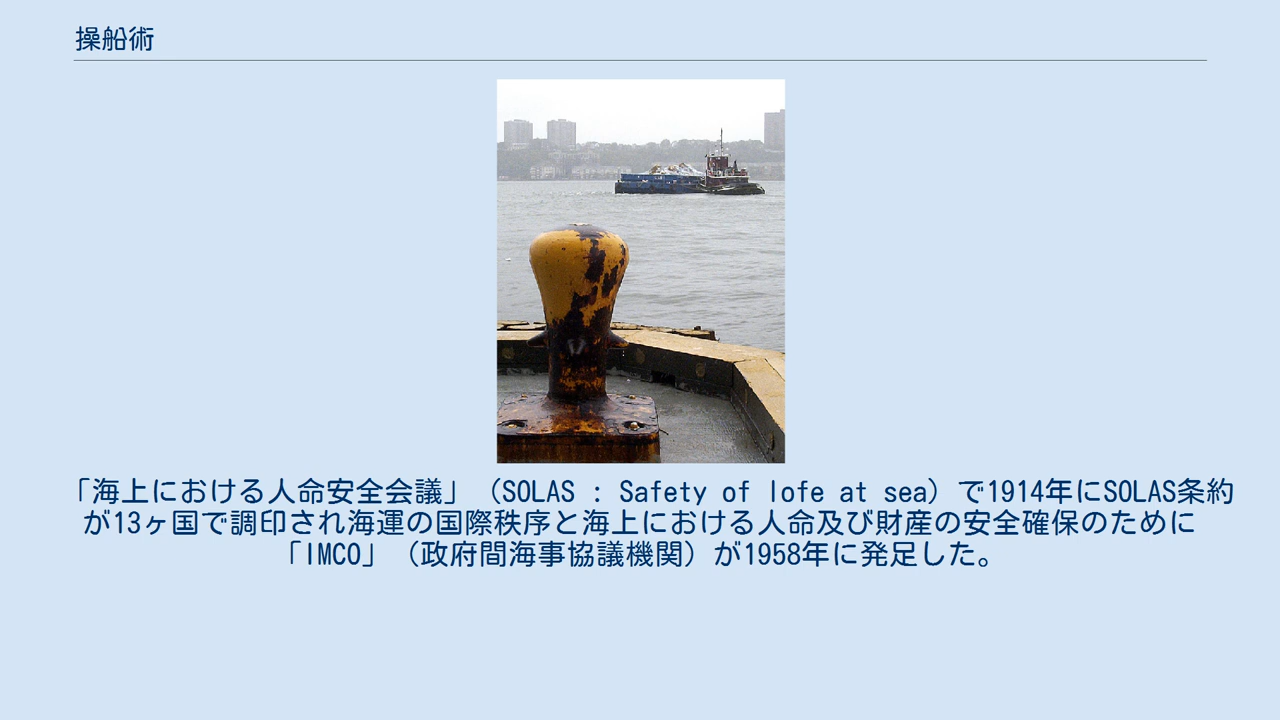 操船術
「海上における人命安全会議」（SOLAS : Safety of lofe at sea）で1914年にSOLAS条約
が13ヶ国で調印され海運の国際秩序と海上における人命及び財産の安全確保のために
「IMCO」（政府間海事協議機関）が1958年に発足した。